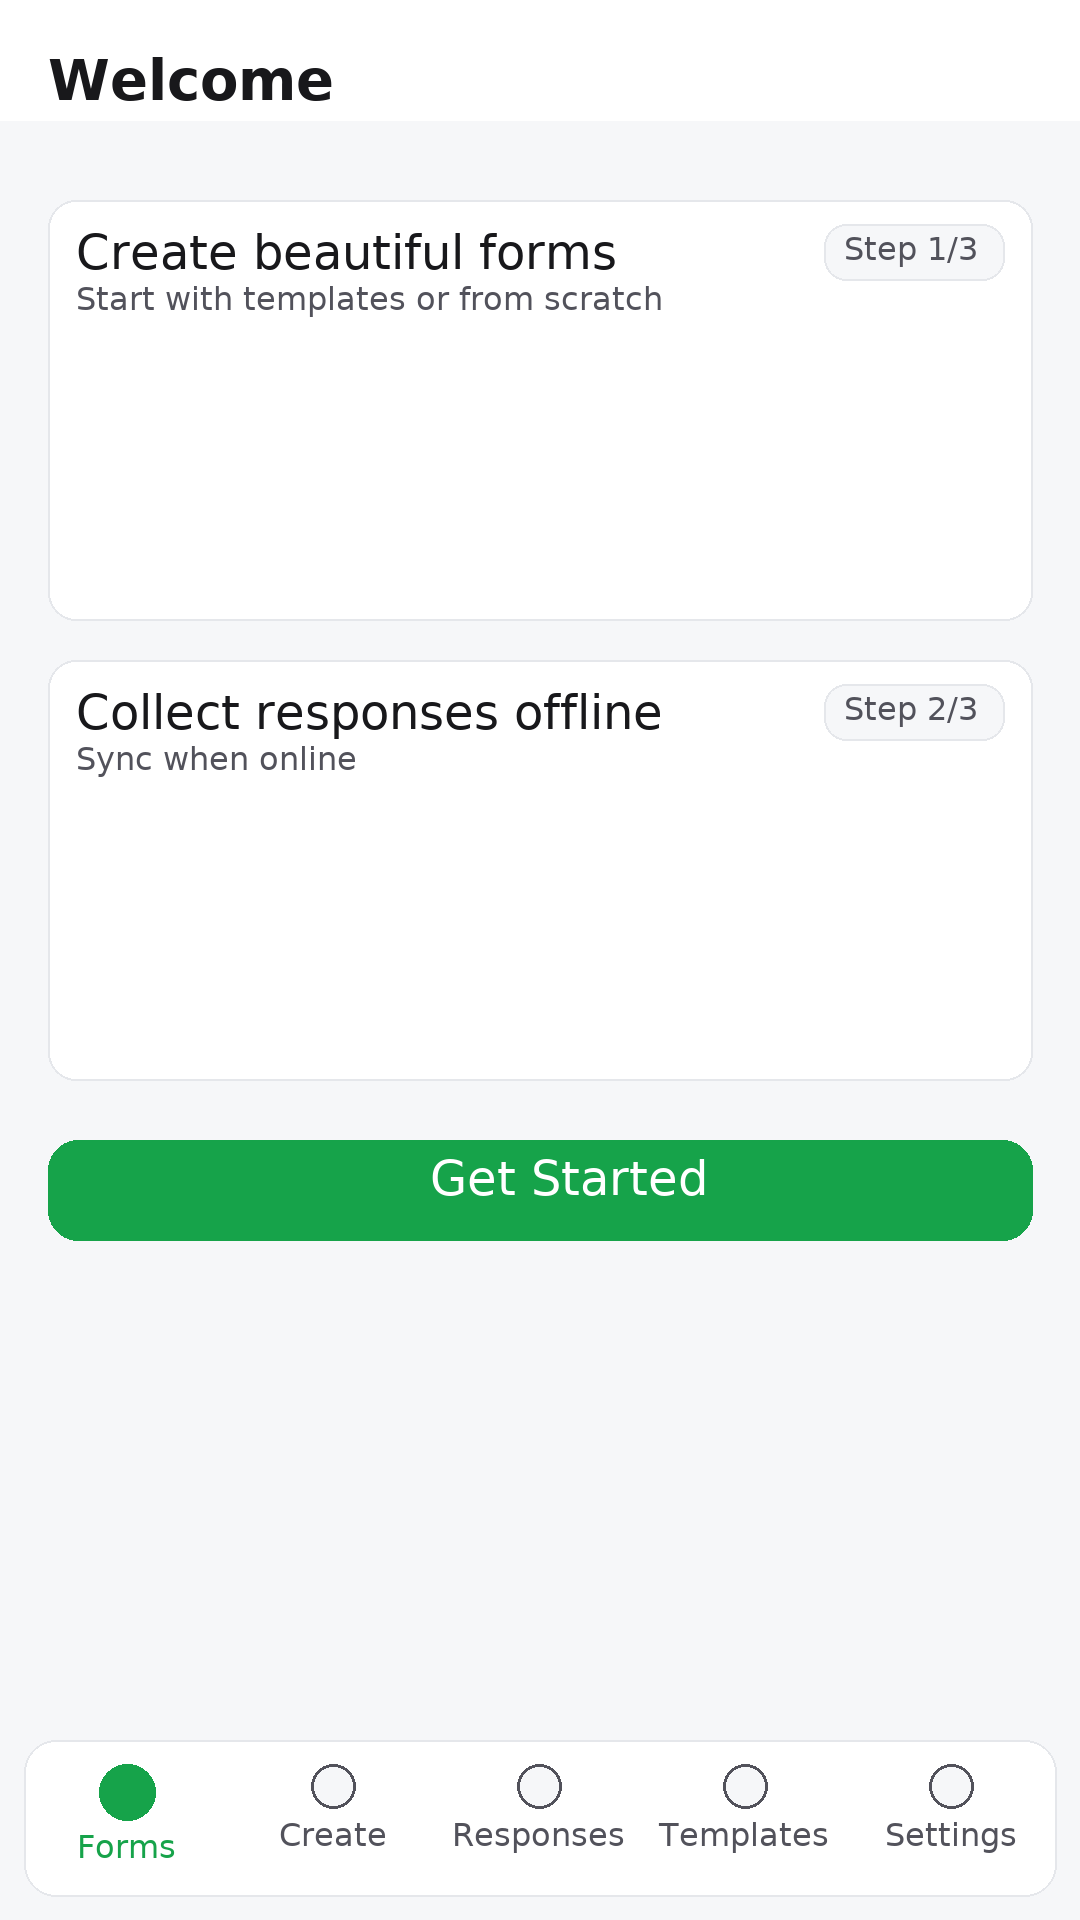 Welcome
Create beautiful forms
Step 1/3
Start with templates or from scratch
Collect responses offline
Step 2/3
Sync when online
Get Started
Forms
Create
Responses
Templates
Settings